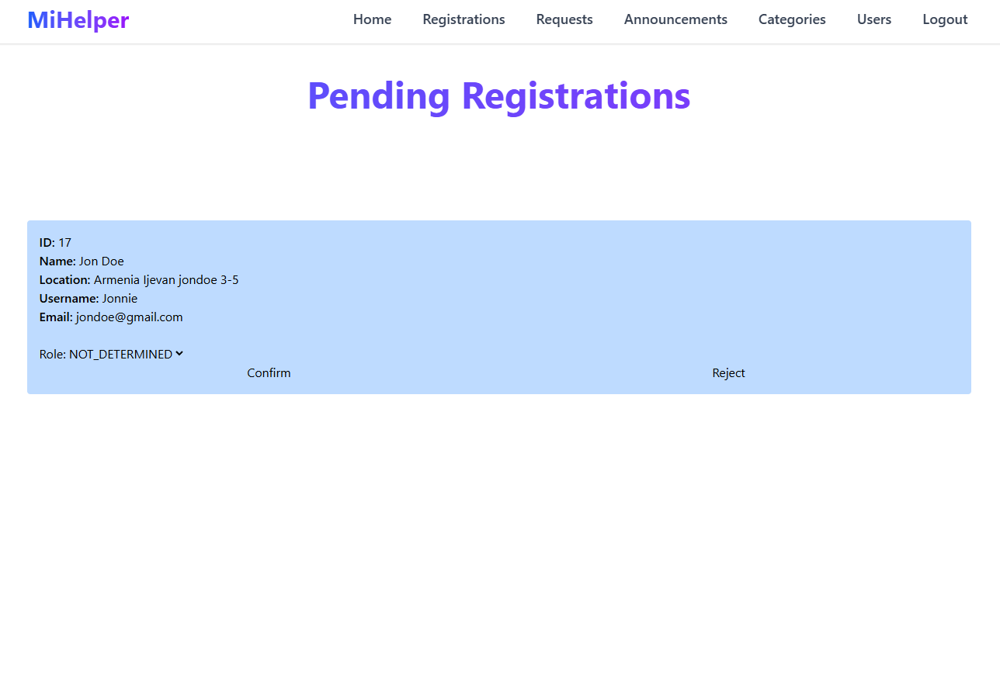 MiHelper Home Registrations Requests Announcements Categories Users Logout
Pending Registrations
ID: 17
Name: Jon Doe
Location: Armenia Ijevan jondoe 3-5
Username: Jonnie
Email: jondoe@gmail.com
Role: NOT_DETERMINED
Confirm Reject